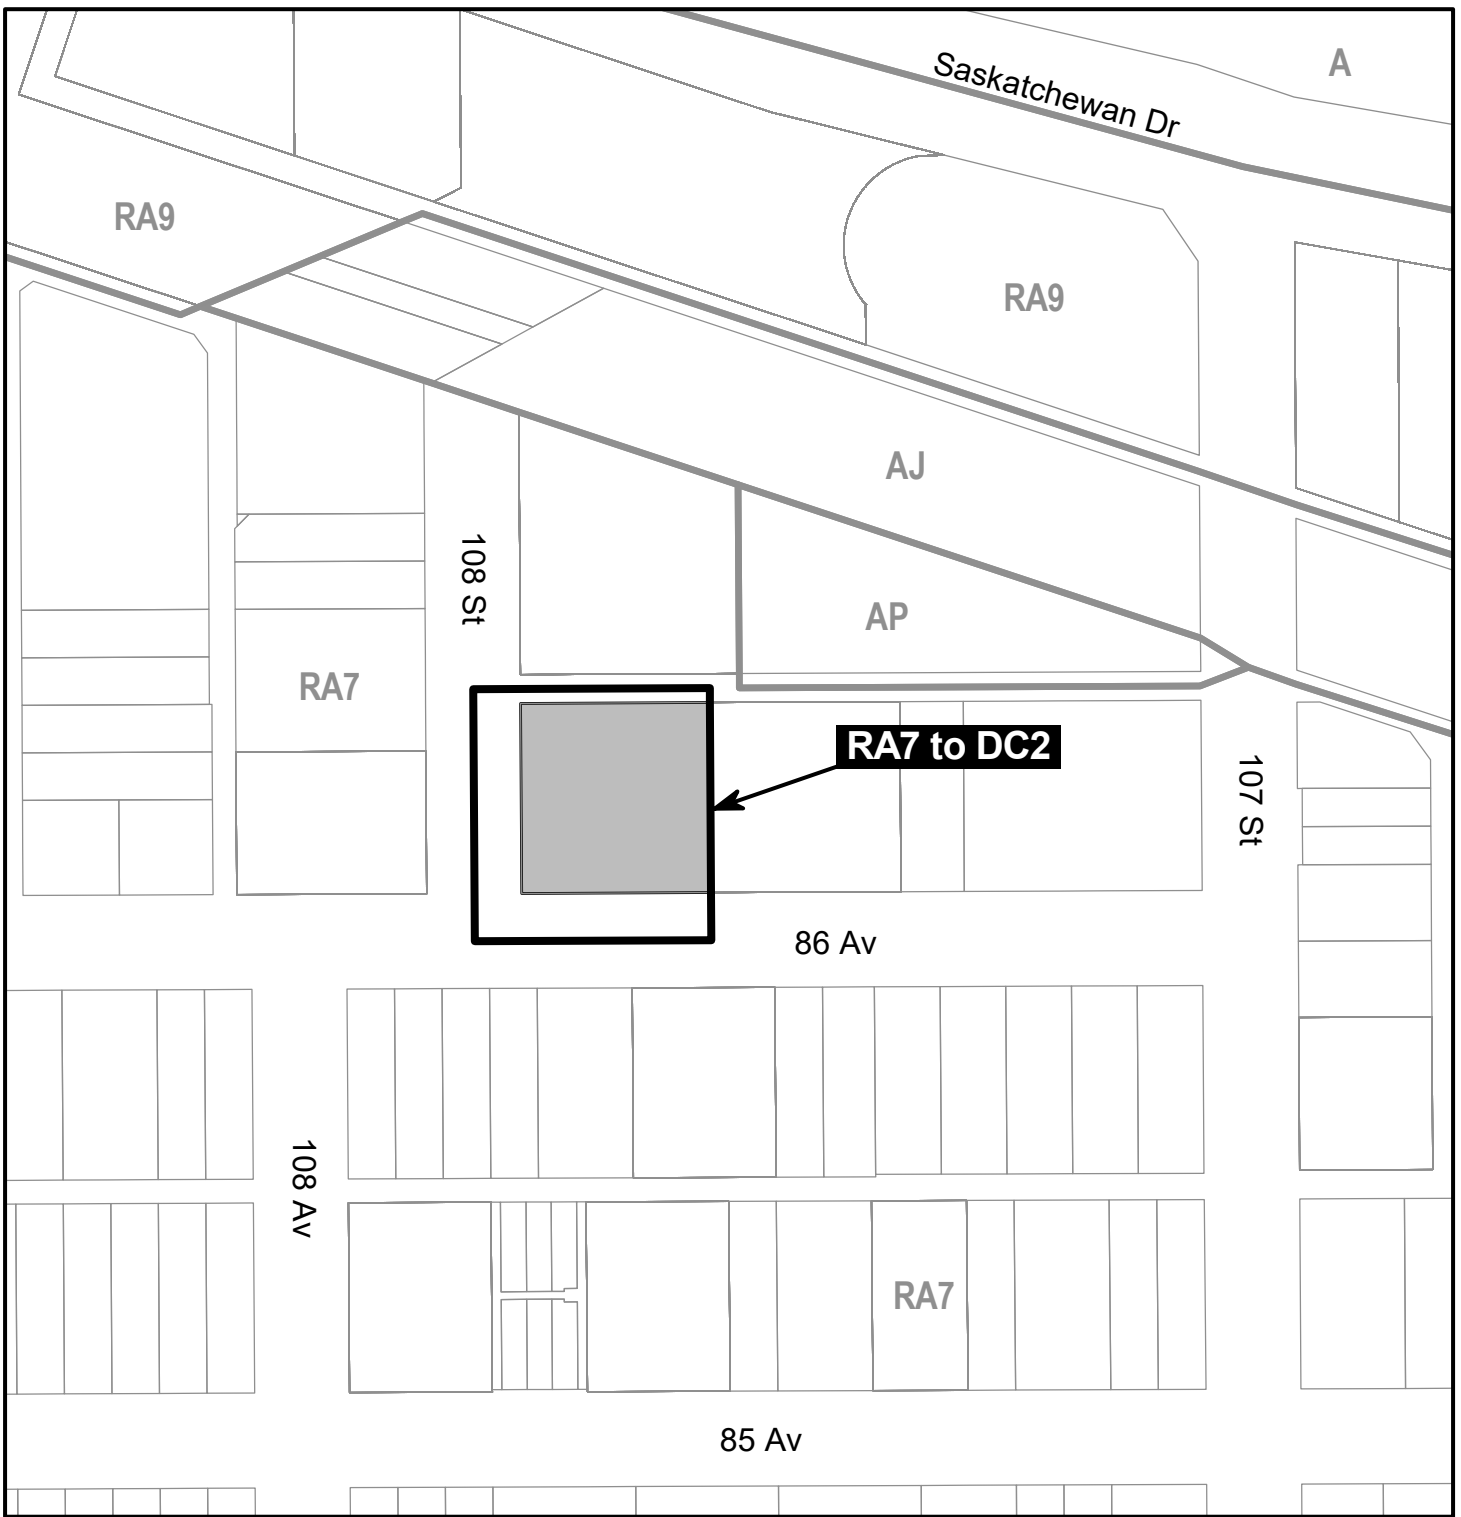 A
Saskatchewan Dr
RA9
RA9
AJ
108 St
AP
RA7
RA7 to DC2
107 St
86 Av
108 Av
RA7
85 Av